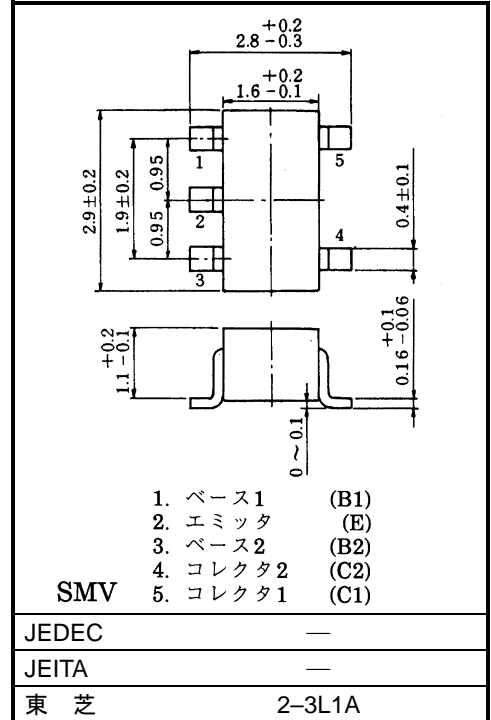 +0.2
2.8 -0.3
+0.2
1.6 -0.1
1
5
2.9±0.2
1.9±0.2
0.95
0.95
2
0.4±0.1
4
3
+0.2
1.1-0.1
+0.1
0.16-0.06
0 ~ 0.1
1. ベース1 (B1)
2. エミッタ (E)
3. ベース2 (B2)
4. コレクタ2 (C2)
SMV 5. コレクタ1 (C1)
JEDEC —
JEITA —
東 芝 2–3L1A